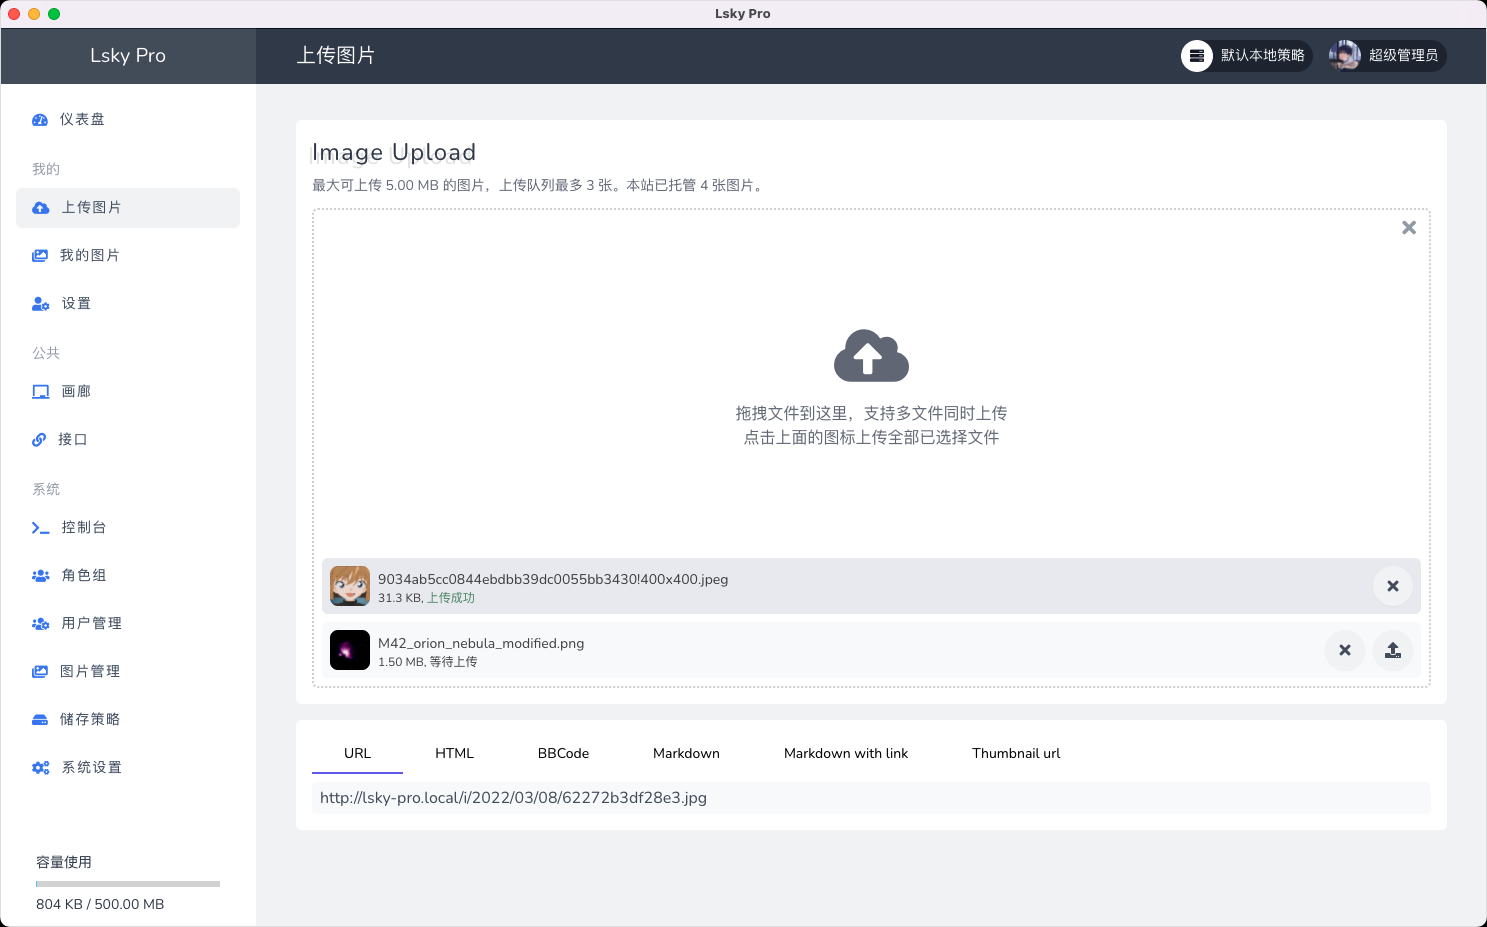 Lsky Pro
Lsky Pro
上传图片
默认本地策略
超级管理员
仪表盘
我的
上传图片
我的图片
设置
公共
画廊
接口
系统
控制台
角色组
用户管理
图片管理
储存策略
系统设置
容量使用
804 KB / 500.00 MB
Image Upload
最大可上传 5.00 MB 的图片，上传队列最多 3 张。本站已托管 4 张图片。
拖拽文件到这里，支持多文件同时上传
点击上面的图标上传全部已选择文件
9034ab5cc0844ebdbb39dc0055bb3430!400x400.jpeg
31.3 KB, 上传成功
M42_orion_nebula_modified.png
1.50 MB, 等待上传
URL HTML BBCode Markdown Markdown with link Thumbnail url
http://lsky-pro.local/i/2022/03/08/62272b3df28e3.jpg